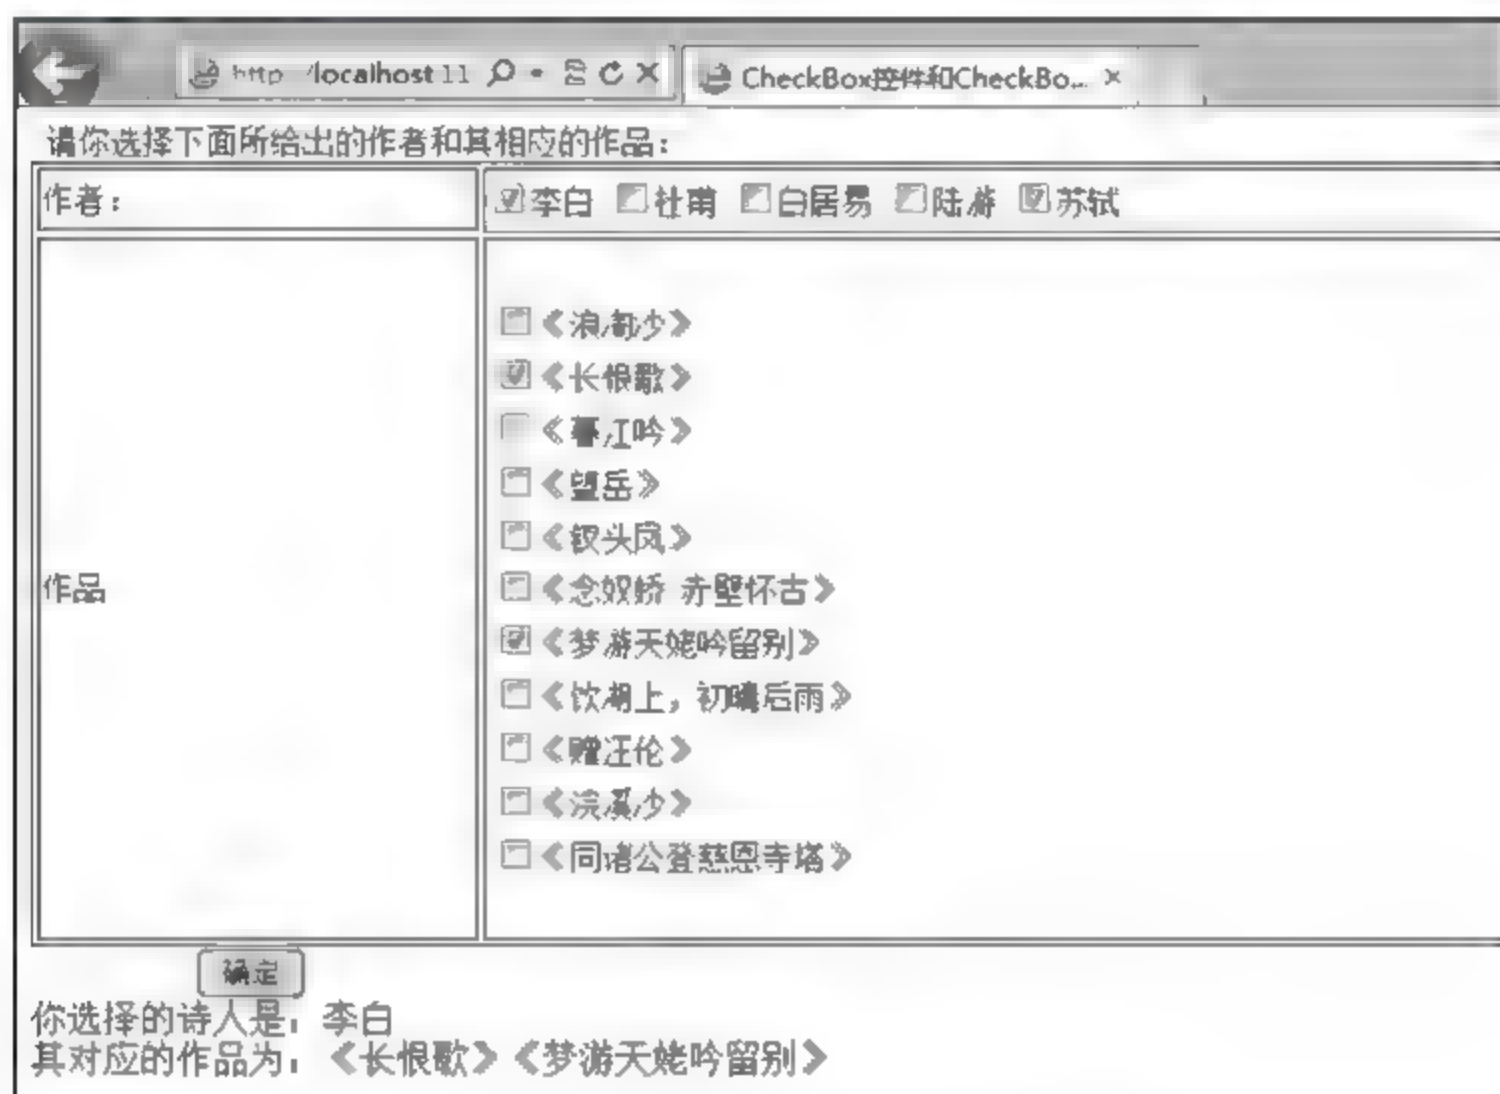 http //localhost:11 CheckBox控件和CheckBo...
请你选择下面所给出的作者和其相应的作品:
作者: 李白 杜甫 白居易 陆游 苏轼
《浪淘沙》
《长恨歌》
《暮江吟》
《望岳》
《钗头凤》
作品
《念奴娇 赤壁怀古》
《梦游天姥吟留别》
《饮湖上,初晴后雨》
《赠汪伦》
《浣溪沙》
《同诸公登慈恩寺塔》
确定
你选择的诗人是: 李白
其对应的作品为: 《长恨歌》《梦游天姥吟留别》